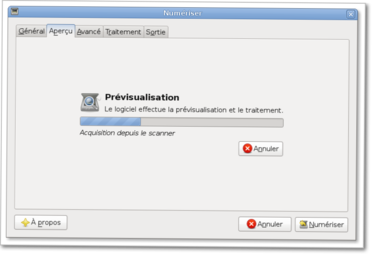 Numériser
Général Aperçu Avancé Traitement Sortie
Prévisualisation
Le logiciel effectue la prévisualisation et le traitement.
Acquisition depuis le scanner
Annuler
À propos Annuler Numériser